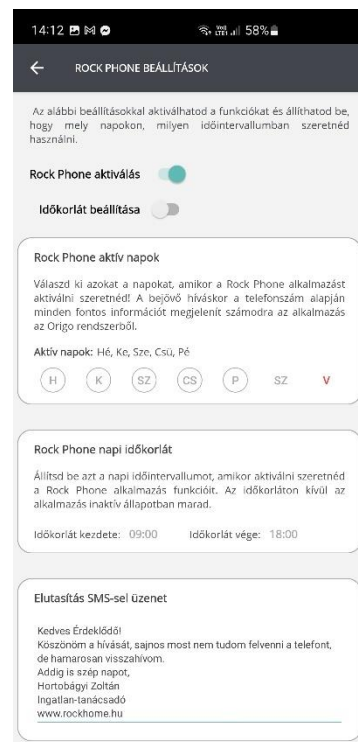 14:12 58%
ROCK PHONE BEÁLLÍTÁSOK
Az alábbi beállításokkal aktiválhatod a funkciókat és állíthatod be,
hogy mely napokon, milyen időintervallumban szeretnéd
használni.
Rock Phone aktiválás
Időkorlát beállítása
Rock Phone aktív napok
Válaszd ki azokat a napokat, amikor a Rock Phone alkalmazást
aktiválni szeretnéd! A bejövő híváskor a telefonszám alapján
minden fontos információt megjelenít számodra az alkalmazás
az Origo rendszerből.
Aktív napok: Hé, Ke, Sze, Csü, Pé
H K SZ CS P SZ V
Rock Phone napi időkorlát
Állítsd be azt a napi időintervallumot, amikor aktiválni szeretnéd
a Rock Phone alkalmazás funkcióit. Az időkorláton kívül az
alkalmazás inaktív állapotban marad.
Időkorlát kezdete: 09:00 Időkorlát vége: 18:00
Elutasítás SMS-sel üzenet
Kedves Érdeklődő!
Köszönöm a hívását, sajnos most nem tudom felvenni a telefont,
de hamarosan visszahívom.
Addig is szép napot,
Hortobágyi Zoltán
Ingatlan-tanácsadó
www.rockhome.hu